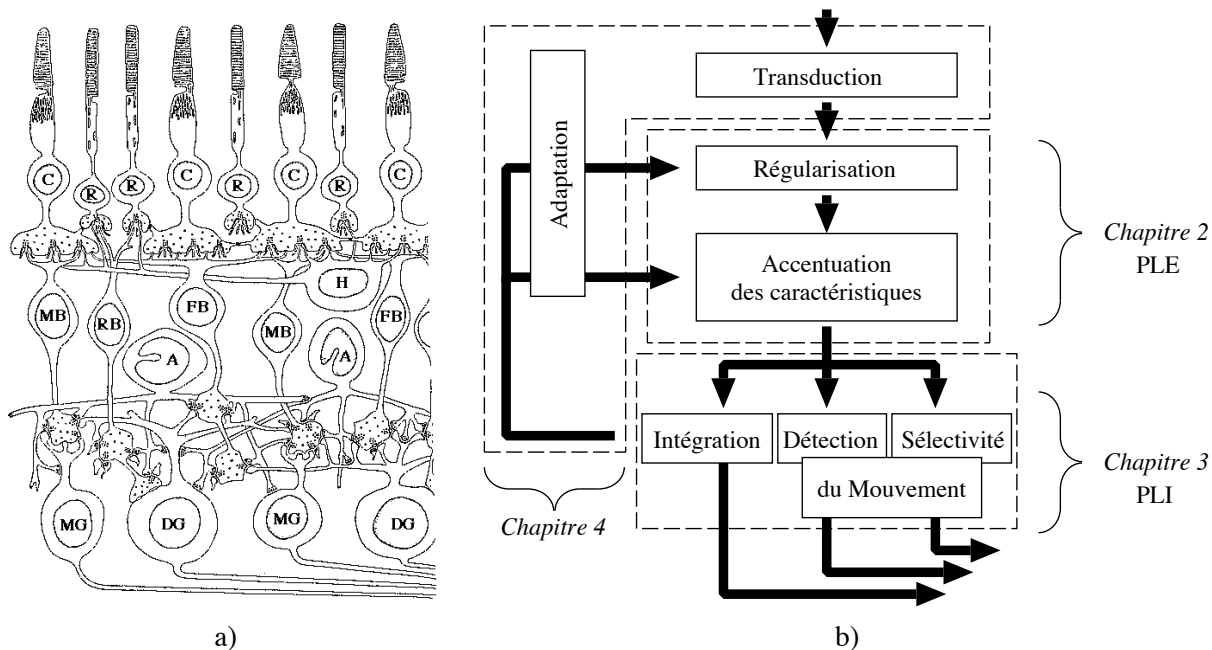 C
R
R
C
R
C
R
C
MB
RB
FB
H
MB
FB
A
A
MG
DG
MG
DG
a)
Transduction
Adaptation
Régularisation
Accentuation
des caractéristiques
Chapitre 2
PLE
Intégration
Détection
Sélectivité
du Mouvement
Chapitre 3
PLI
Chapitre 4
b)